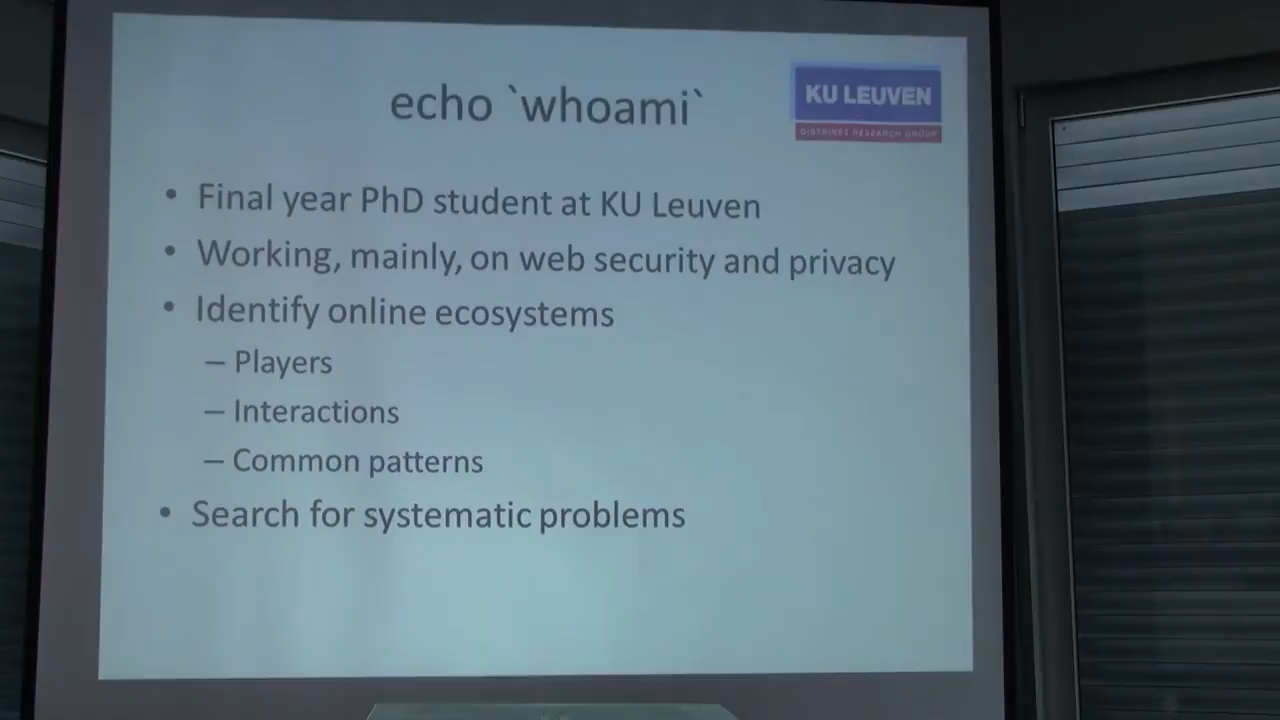 echo `whoami`
KU LEUVEN
DISTRINET RESEARCH GROUP
• Final year PhD student at KU Leuven
• Working, mainly, on web security and privacy
• Identify online ecosystems
– Players
– Interactions
– Common patterns
• Search for systematic problems